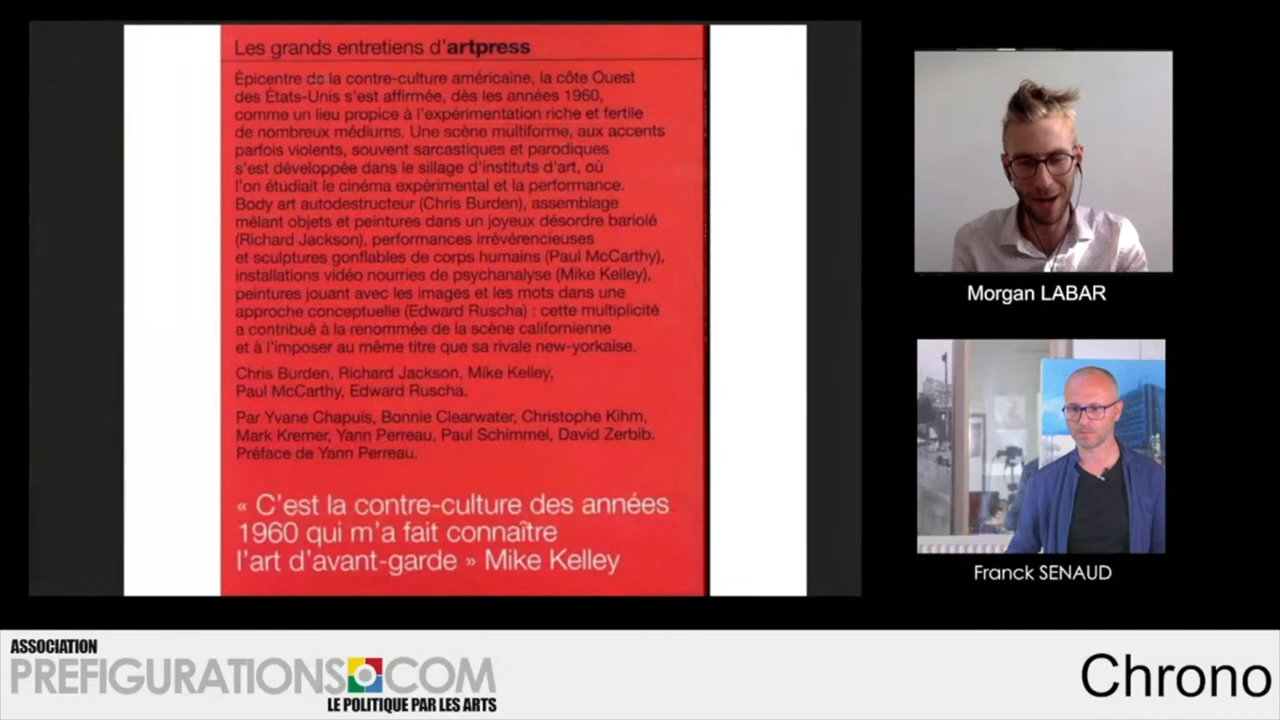 Les grands entretiens d'artpress
Épicentre de la contre-culture américaine, la côte Ouest
des États-Unis s'est affirmée, dès les années 1960,
comme un lieu propice à l'expérimentation riche et fertile
de nombreux médiums. Une scène multiforme, aux accents
parfois violents, souvent sarcastiques et parodiques
s'est développée dans le sillage d'instituts d'art, où
l'on étudiait le cinéma expérimental et la performance.
Body art autodestructeur (Chris Burden), assemblage
mêlant objets et peintures dans un joyeux désordre bariolé
(Richard Jackson), performances irrévérencieuses
et sculptures gonflables de corps humains (Paul McCarthy),
installations vidéo nourries de psychanalyse (Mike Kelley),
peintures jouant avec les images et les mots dans une
approche conceptuelle (Edward Ruscha) : cette multiplicité
a contribué à la renommée de la scène californienne
et à l'imposer au même titre que sa rivale new-yorkaise.
Chris Burden, Richard Jackson, Mike Kelley,
Paul McCarthy, Edward Ruscha.
Par Yvane Chapuis, Bonnie Clearwater, Christophe Kihm,
Mark Kremer, Yann Perreau, Paul Schimmel, David Zerbib.
Préface de Yann Perreau.
« C'est la contre-culture des années
1960 qui m'a fait connaître
l'art d'avant-garde » Mike Kelley
Morgan LABAR
Franck SENAUD
ASSOCIATION
PREFIGURATIONS.COM
LE POLITIQUE PAR LES ARTS
Chrono